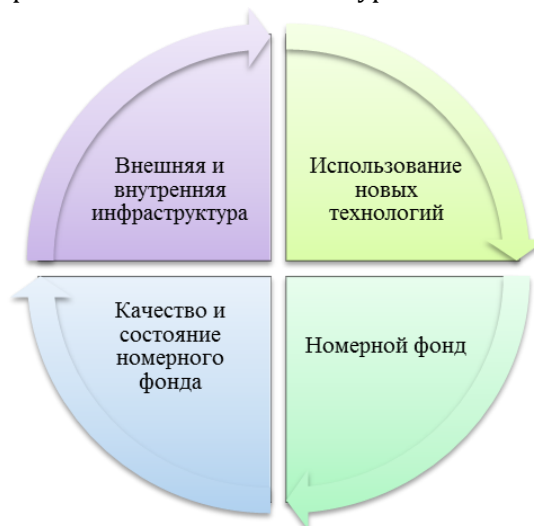 Внешняя и
внутренняя
инфраструктура
Использование
новых
технологий
Качество и
состояние
номерного
фонда
Номерной фонд